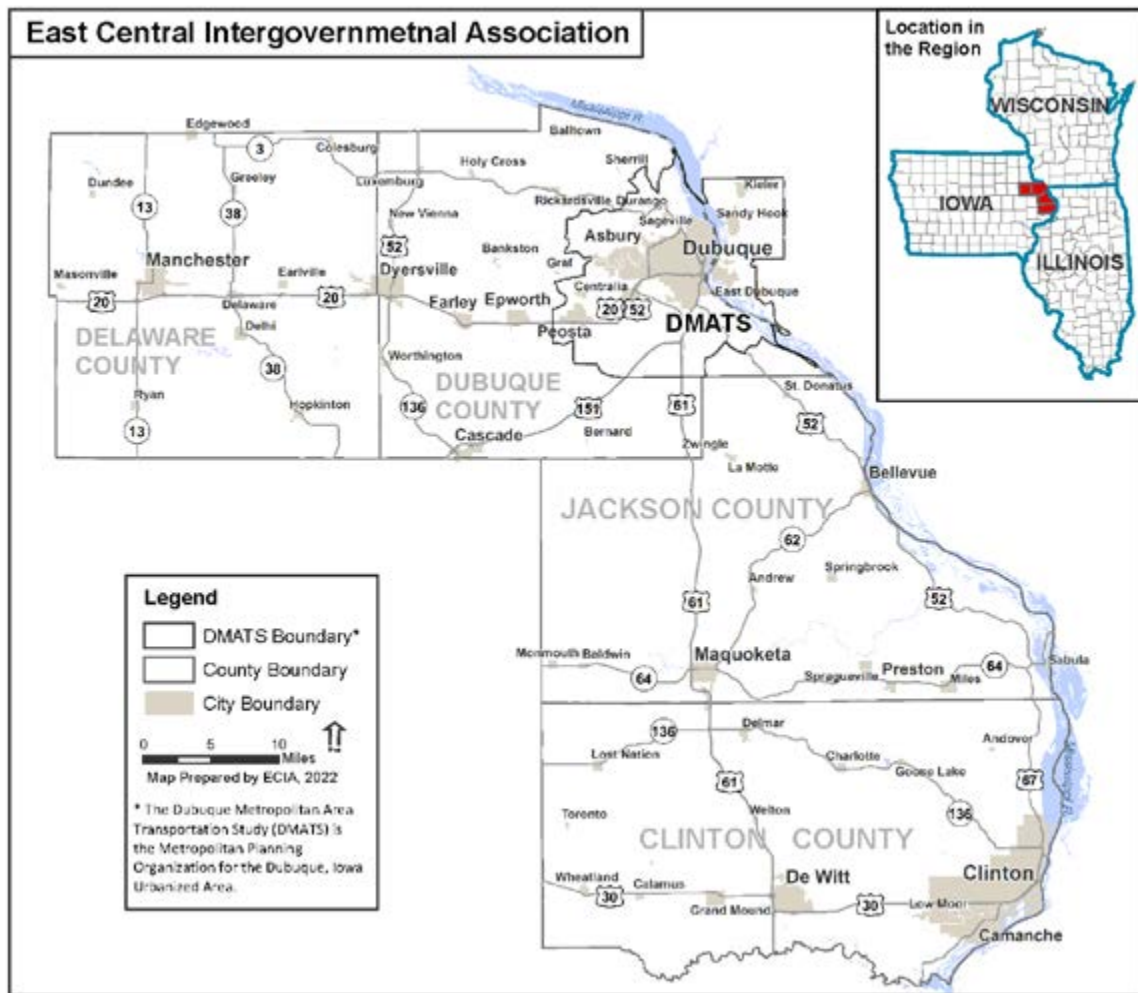 East Central Intergovernmetnal Association
Location in
the Region
WISCONSIN
IOWA
ILLINOIS
Mississippi R.
Balltown
Edgewood
3
Colesburg
Holy Cross
Sherrill
Kieler
Dundee
Greeley
Luxemburg
Rickardsville
Durango
13
38
New Vienna
Sageville
Sandy Hook
52
Bankston
Asbury
Dubuque
Manchester
Dyersville
Graf
Masonville
Earlville
Centralia
East Dubuque
20
Delaware
20
Farley
Epworth
20
52
Delhi
Peosta
DMATS
DELAWARE
COUNTY
Worthington
DUBUQUE
COUNTY
St. Donatus
38
Ryan
Hopkinton
136
151
61
52
13
Cascade
Bernard
Zwingle
La Motte
Bellevue
JACKSON COUNTY
62
Andrew
Springbrook
61
52
Monmouth
Baldwin
Maquoketa
64
Spragueville
Preston
Miles
64
Sabula
136
Delmar
Andover
Mississippi R.
Lost Nation
Charlotte
Goose Lake
61
67
Toronto
Welton
136
CLINTON COUNTY
Wheatland
Calamus
De Witt
Clinton
30
Grand Mound
30
Low Moor
Camanche
Legend
DMATS Boundary*
County Boundary
City Boundary
0 5 10
Miles
Map Prepared by ECIA, 2022
* The Dubuque Metropolitan Area
Transportation Study (DMATS) is
the Metropolitan Planning
Organization for the Dubuque, Iowa
Urbanized Area.